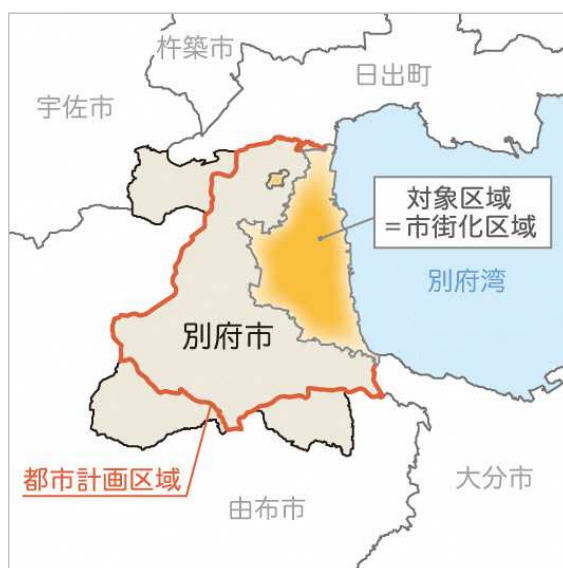 杵築市
日出町
宇佐市
対象区域
＝市街化区域
別府湾
別府市
都市計画区域
大分市
由布市